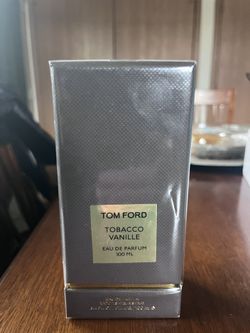 TOM FORD
TOBACCO
VANILLE
EAU DE PARFUM
100 ML